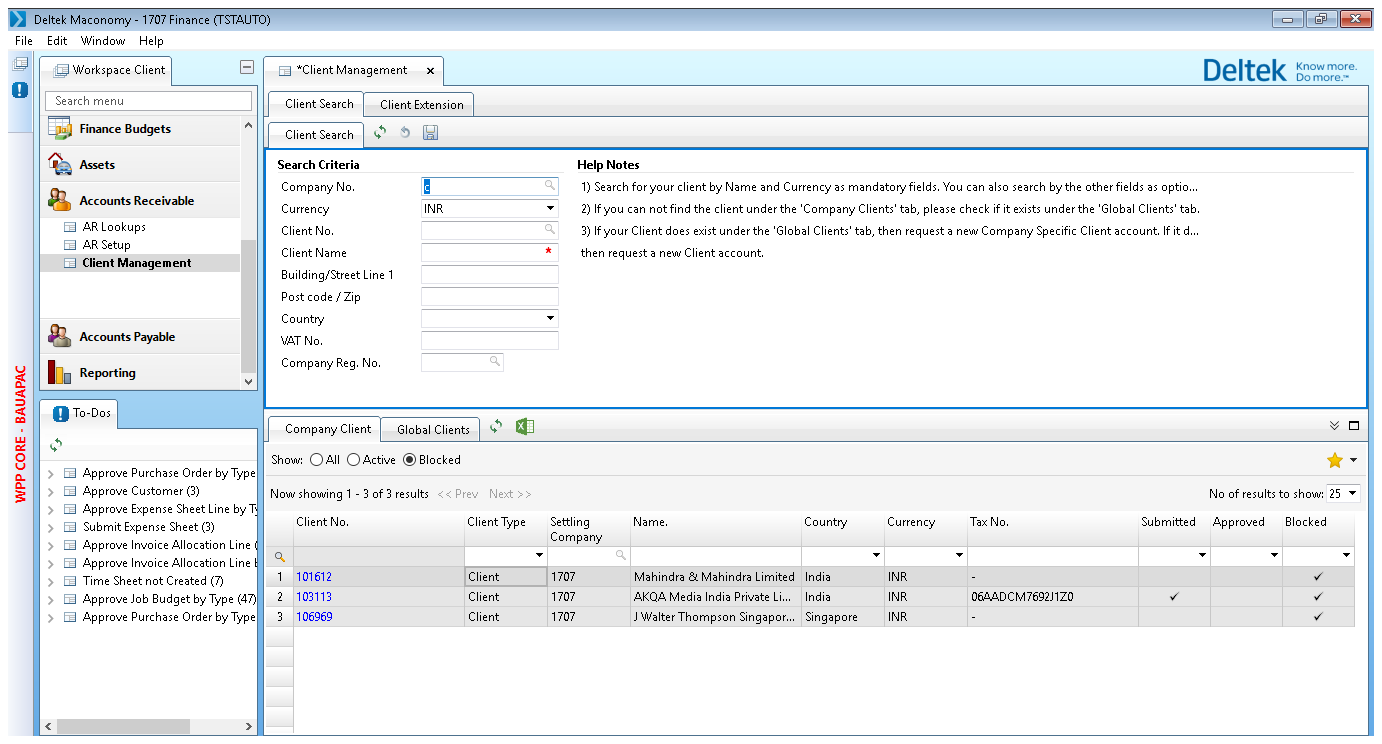 Deltek Maconomy - 1707 Finance (TSTAUTO)
File Edit Window Help
Workspace Client
Search menu
Finance Budgets
Assets
Accounts Receivable
AR Lookups
AR Setup
Client Management
Accounts Payable
Reporting
WPP CORE - BAUAPAC
To-Dos
Approve Purchase Order by Type
Approve Customer (3)
Approve Expense Sheet Line by Ty
Submit Expense Sheet (3)
Approve Invoice Allocation Line (
Approve Invoice Allocation Line b
Time Sheet not Created (7)
Approve Job Budget by Type (47)
Approve Purchase Order by Type
*Client Management x
Deltek Know more.
Do more.™
Client Search Client Extension
Client Search
Search Criteria
Company No. c
Currency INR
Client No.
Client Name *
Building/Street Line 1
Post code / Zip
Country
VAT No.
Company Reg. No.
Help Notes
1) Search for your client by Name and Currency as mandatory fields. You can also search by the other fields as optio...
2) If you can not find the client under the 'Company Clients' tab, please check if it exists under the 'Global Clients' tab.
3) If your Client does exist under the 'Global Clients' tab, then request a new Company Specific Client account. If it d...
then request a new Client account.
Company Client Global Clients
Show: All Active Blocked
Now showing 1 - 3 of 3 results << Prev Next >> No of results to show: 25
Client No. Client Type Settling Company Name. Country Currency Tax No. Submitted Approved Blocked
1 101612 Client 1707 Mahindra & Mahindra Limited India INR - ✓
2 103113 Client 1707 AKQA Media India Private Li... India INR 06AADCM7692J1Z0 ✓ ✓
3 106969 Client 1707 J Walter Thompson Singapor... Singapore INR - ✓